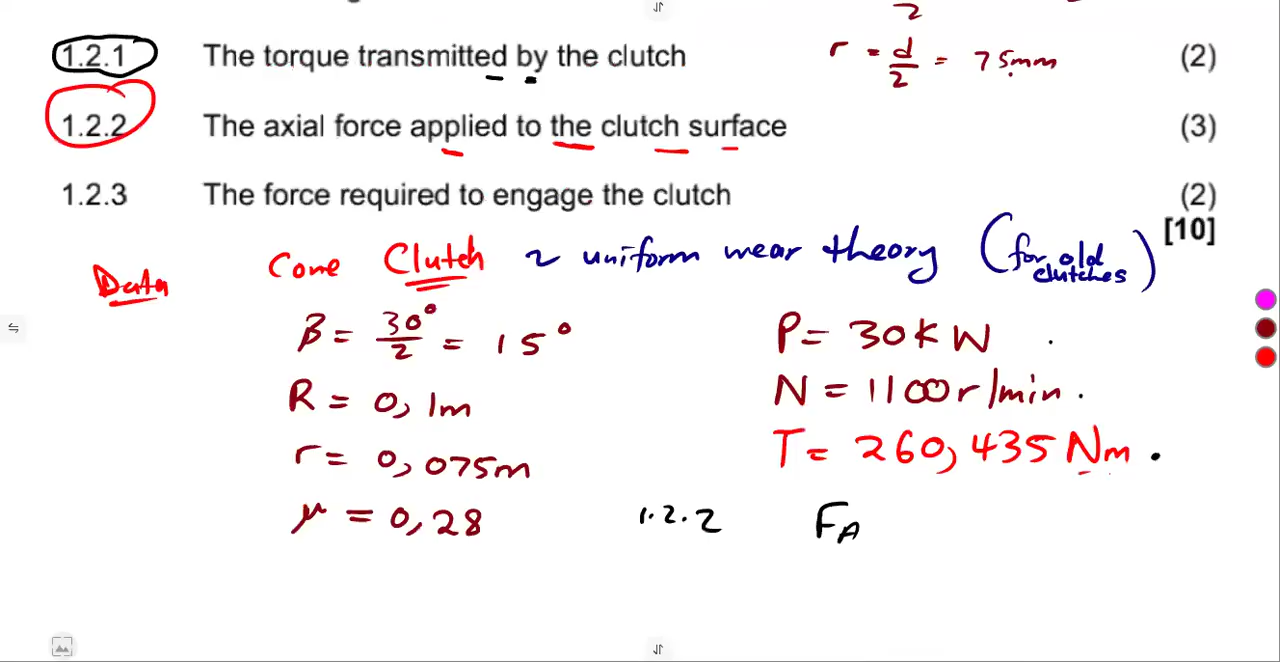 2
1.2.1 The torque transmitted by the clutch (2)
r = d/2 = 75mm
1.2.2 The axial force applied to the clutch surface (3)
1.2.3 The force required to engage the clutch (2)
[10]
Data Cone Clutch ~ uniform wear theory (for old clutches)
β = 30°/2 = 15°
P = 30kW
R = 0,1m
N = 1100r/min.
r = 0,075m
T = 260,435 Nm.
μ = 0,28
1.2.2 FA